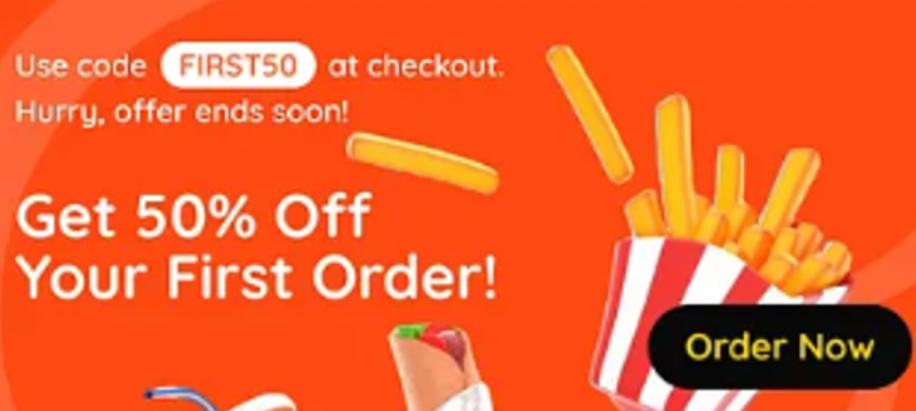 Use code FIRST50 at checkout.
Hurry, offer ends soon!
Get 50% Off
Your First Order!
Order Now